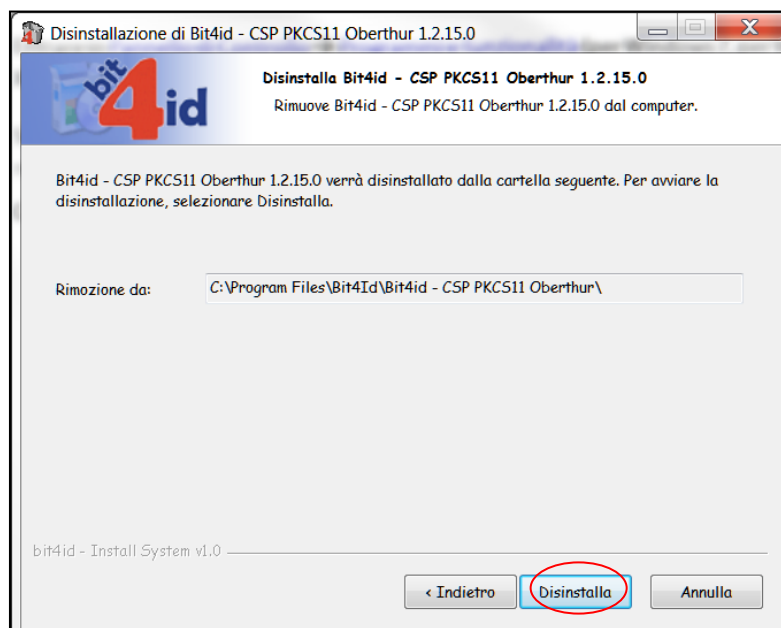 Disinstallazione di Bit4id - CSP PKCS11 Oberthur 1.2.15.0
bit
4id
Disinstalla Bit4id - CSP PKCS11 Oberthur 1.2.15.0
Rimuove Bit4id - CSP PKCS11 Oberthur 1.2.15.0 dal computer.
Bit4id - CSP PKCS11 Oberthur 1.2.15.0 verrà disinstallato dalla cartella seguente. Per avviare la
disinstallazione, selezionare Disinstalla.
Rimozione da: C:\Program Files\Bit4Id\Bit4id - CSP PKCS11 Oberthur\
bit4id - Install System v1.0
< Indietro Disinstalla Annulla